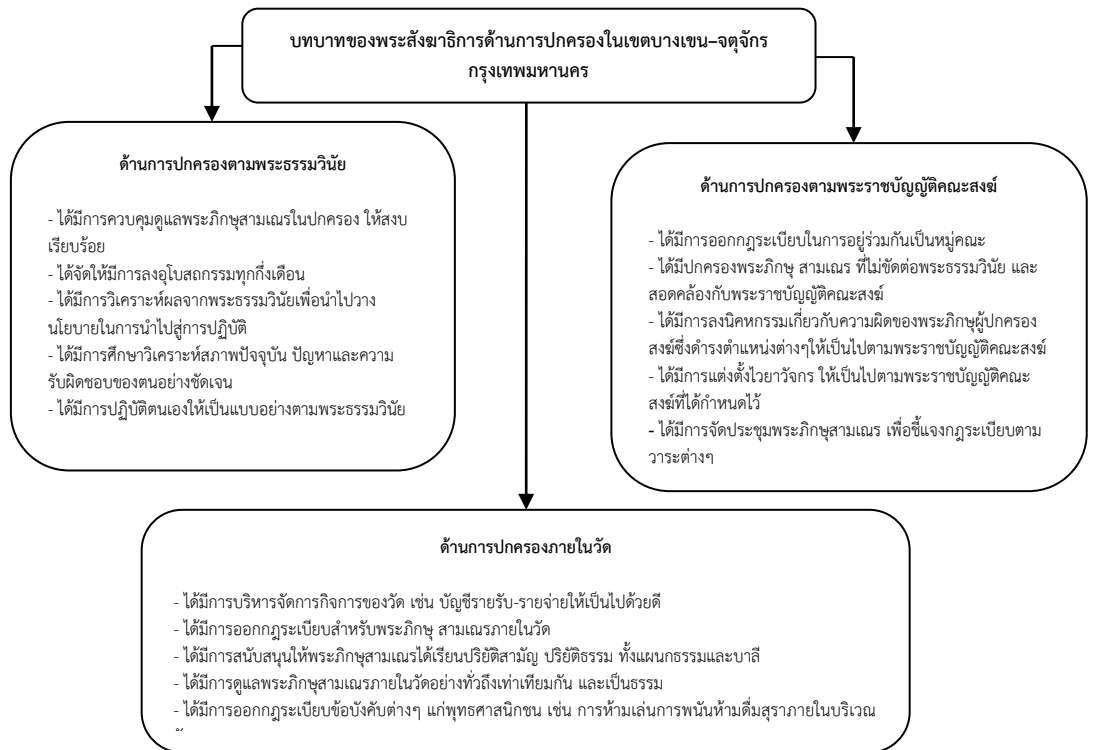 บทบาทของพระสังฆาธิการด้านการปกครองในเขตบางเขน–จตุจักร
กรุงเทพมหานคร
ด้านการปกครองตามพระธรรมวินัย
- ได้มีการควบคุมดูแลพระภิกษุสามเณรในปกครอง ให้สงบ
เรียบร้อย
- ได้จัดให้มีการลงอุโบสถกรรมทุกกึ่งเดือน
- ได้มีการวิเคราะห์ผลจากพระธรรมวินัยเพื่อนำไปวาง
นโยบายในการนำไปสู่การปฏิบัติ
- ได้มีการศึกษาวิเคราะห์สภาพปัจจุบัน ปัญหาและความ
รับผิดชอบของตนอย่างชัดเจน
- ได้มีการปฏิบัติตนเองให้เป็นแบบอย่างตามพระธรรมวินัย
ด้านการปกครองตามพระราชบัญญัติคณะสงฆ์
- ได้มีการออกกฎระเบียบในการอยู่ร่วมกันเป็นหมู่คณะ
- ได้มีปกครองพระภิกษุ สามเณร ที่ไม่ขัดต่อพระธรรมวินัย และ
สอดคล้องกับพระราชบัญญัติคณะสงฆ์
- ได้มีการลงนิคหกรรมเกี่ยวกับความผิดของพระภิกษุผู้ปกครอง
สงฆ์ซึ่งดำรงตำแหน่งต่างๆให้เป็นไปตามพระราชบัญญัติคณะสงฆ์
- ได้มีการแต่งตั้งไวยาวัจกร ให้เป็นไปตามพระราชบัญญัติคณะ
สงฆ์ที่ได้กำหนดไว้
- ได้มีการจัดประชุมพระภิกษุสามเณร เพื่อชี้แจงกฎระเบียบตาม
วาระต่างๆ
ด้านการปกครองภายในวัด
- ได้มีการบริหารจัดการกิจการของวัด เช่น บัญชีรายรับ-รายจ่ายให้เป็นไปด้วยดี
- ได้มีการออกกฎระเบียบสำหรับพระภิกษุ สามเณรภายในวัด
- ได้มีการสนับสนุนให้พระภิกษุสามเณรได้เรียนปริยัติสามัญ ปริยัติธรรม ทั้งแผนกธรรมและบาลี
- ได้มีการดูแลพระภิกษุสามเณรภายในวัดอย่างทั่วถึงเท่าเทียมกัน และเป็นธรรม
- ได้มีการออกกฎระเบียบข้อบังคับต่างๆ แก่พุทธศาสนิกชน เช่น การห้ามเล่นการพนันห้ามดื่มสุราภายในบริเวณ